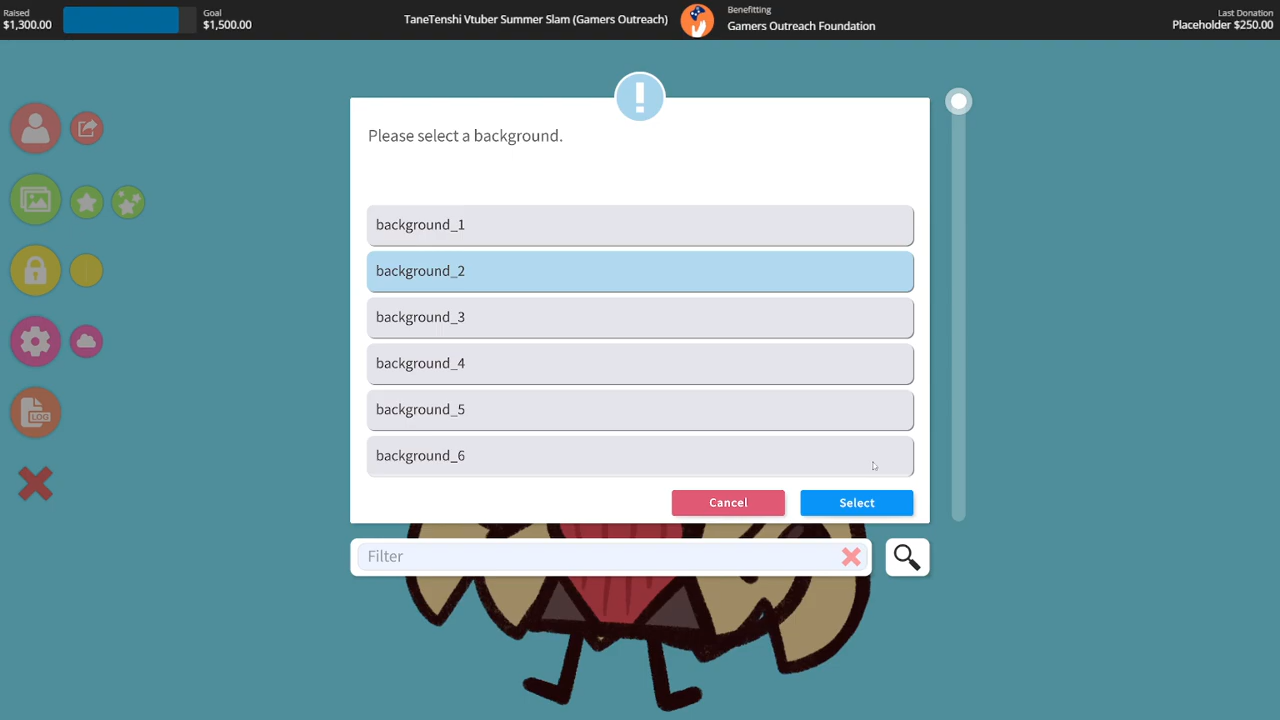 Raised
$1,300.00
Goal
$1,500.00
TaneTenshi Vtuber Summer Slam (Gamers Outreach)
Benefitting
Gamers Outreach Foundation
Last Donation
Placeholder $250.00
Please select a background.
background_1
background_2
background_3
background_4
background_5
background_6
Cancel
Select
Filter
LOG